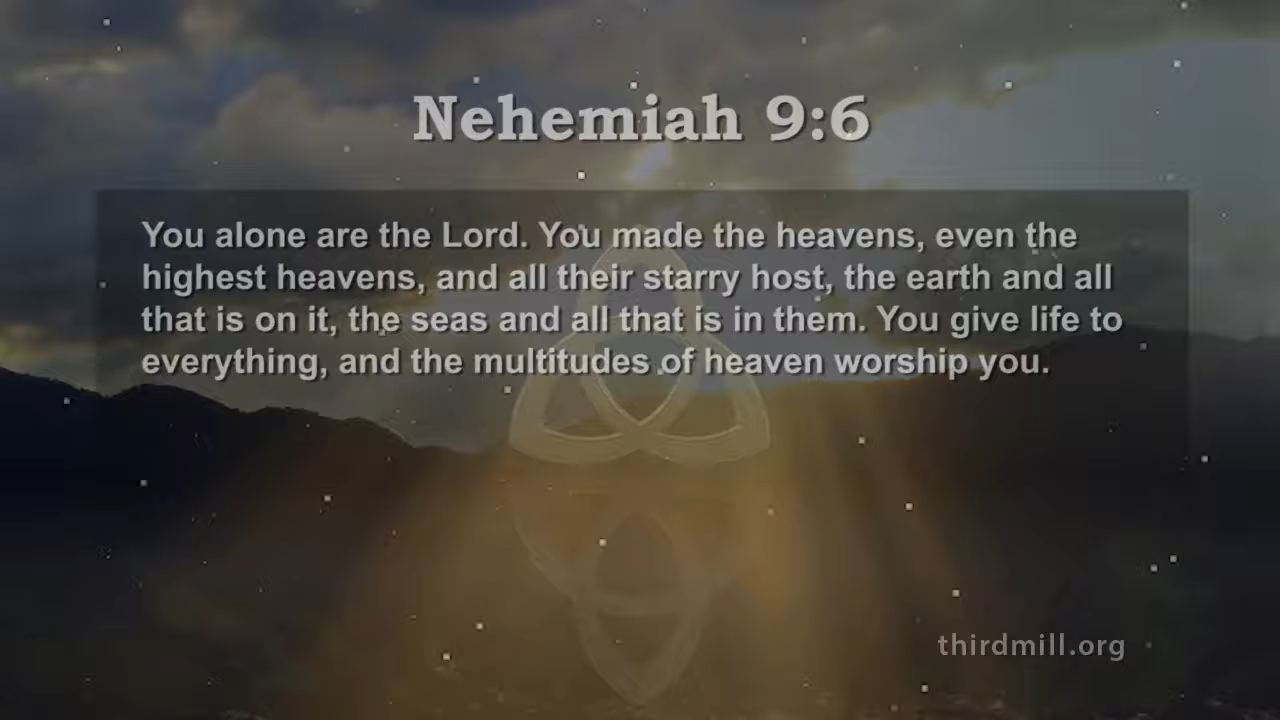 Nehemiah 9:6
You alone are the Lord. You made the heavens, even the
highest heavens, and all their starry host, the earth and all
that is on it, the seas and all that is in them. You give life to
everything, and the multitudes of heaven worship you.
thirdmill.org